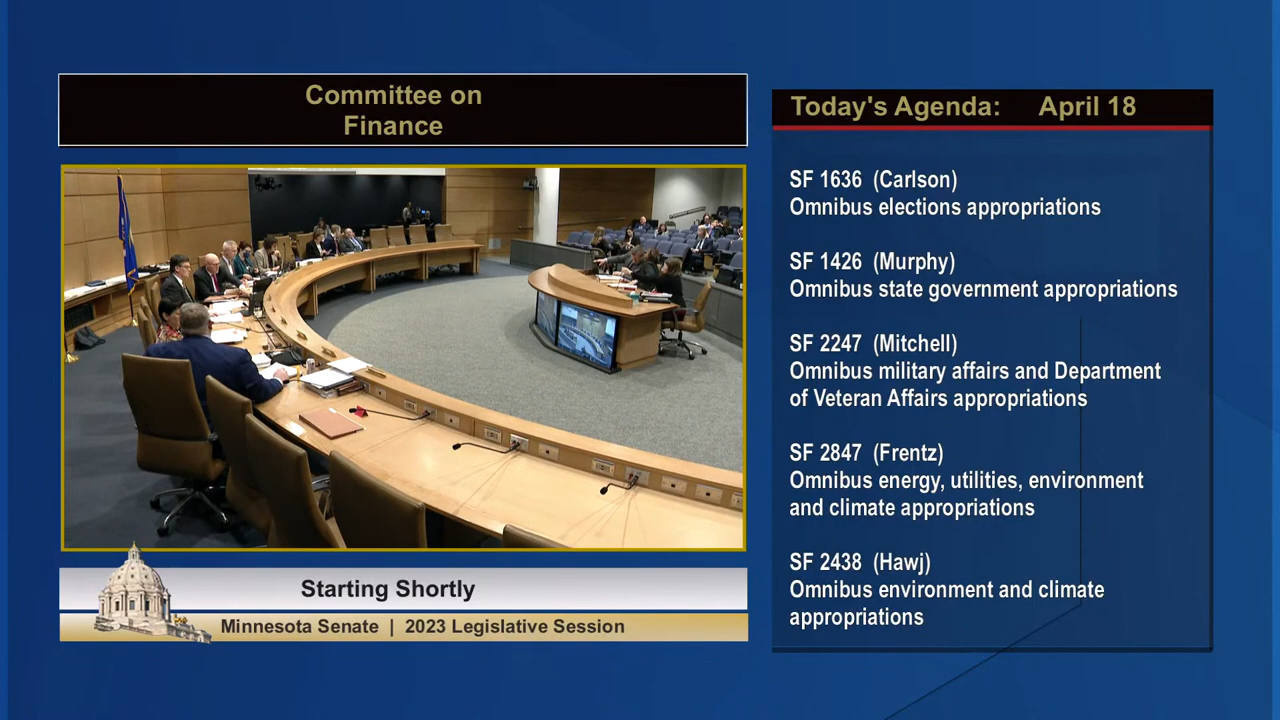 Committee on
Finance
Today's Agenda: April 18
SF 1636 (Carlson)
Omnibus elections appropriations
SF 1426 (Murphy)
Omnibus state government appropriations
SF 2247 (Mitchell)
Omnibus military affairs and Department
of Veteran Affairs appropriations
SF 2847 (Frentz)
Omnibus energy, utilities, environment
and climate appropriations
SF 2438 (Hawj)
Omnibus environment and climate
appropriations
Starting Shortly
Minnesota Senate | 2023 Legislative Session